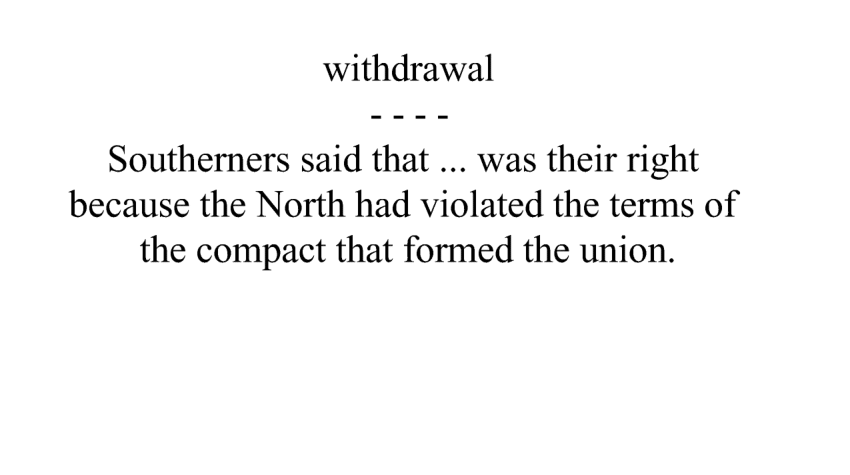 withdrawal
- - - -
Southerners said that ... was their right
because the North had violated the terms of
the compact that formed the union.